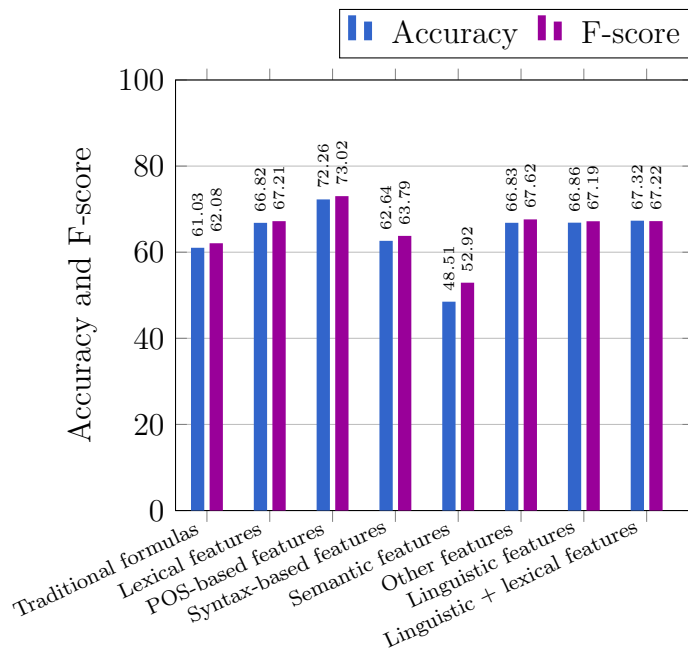 Accuracy F-score
100
80
60
40
20
0
Accuracy and F-score
61.03 62.08
66.82 67.21
72.26 73.02
62.64 63.79
48.51 52.92
66.83 67.62
66.86 67.19
67.32 67.22
Traditional formulas
Lexical features
POS-based features
Syntax-based features
Semantic features
Other features
Linguistic features
Linguistic + lexical features